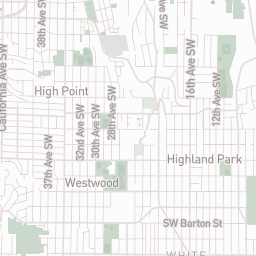 38th Ave SW
California Ave SW
Ave SW
High Point
28th Ave SW
16th Ave SW
12th Ave SW
32nd Ave SW
30th Ave SW
37th Ave SW
Highland Park
Westwood
SW Barton St
WHITE